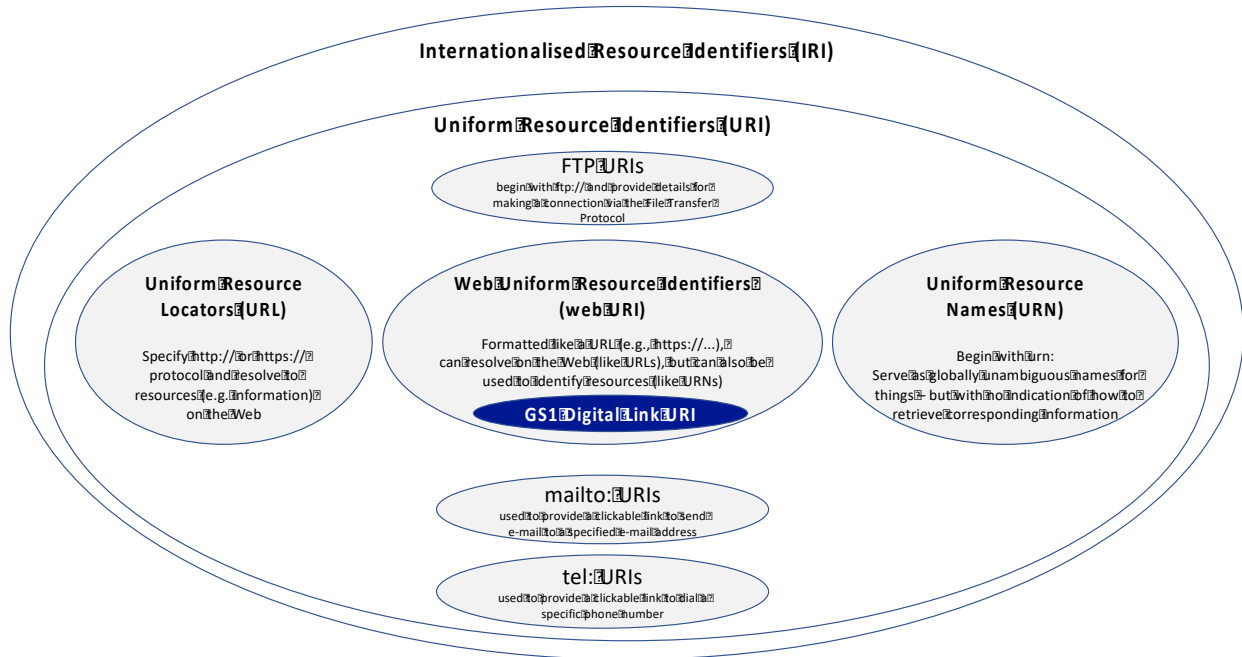 Internationalised Resource Identifiers (IRI)
Uniform Resource Identifiers (URI)
FTP URIs
begin with ftp:// and provide details for
making a connection via the File Transfer
Protocol
Uniform Resource
Locators (URL)
Specify http:// or https://
protocol and resolve to
resources (e.g. information)
on the Web
Web Uniform Resource Identifiers
(web URI)
Formatted like a URL (e.g., https://...),
can resolve on the Web (like URLs), but can also be
used to identify resources (like URNs)
GS1 Digital Link URI
Uniform Resource
Names (URN)
Begin with urn:
Serve as globally unambiguous names for
things – but with no indication of how to
retrieve corresponding information
mailto: URIs
used to provide a clickable link to send
e-mail to a specified e-mail address
tel: URIs
used to provide a clickable link to dial a
specific phone number